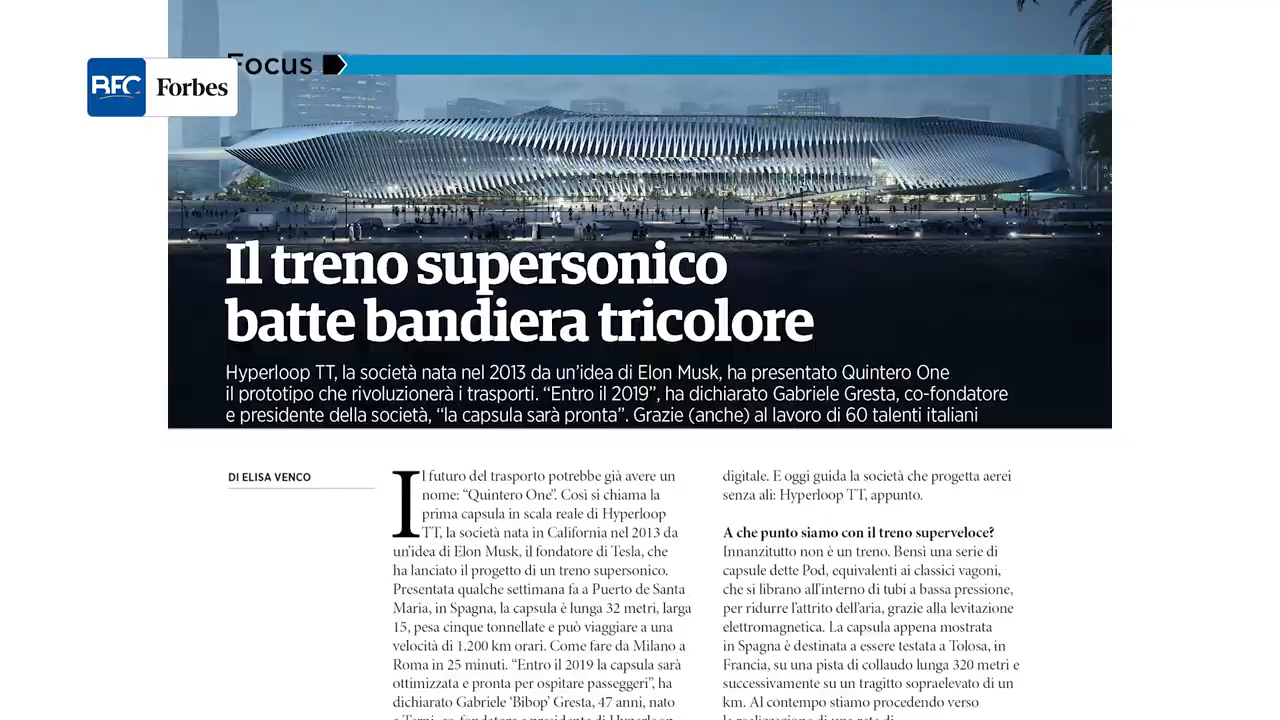 Focus
BFC Forbes
Il treno supersonico
batte bandiera tricolore
Hyperloop TT, la società nata nel 2013 da un’idea di Elon Musk, ha presentato Quintero One
il prototipo che rivoluzionerà i trasporti. “Entro il 2019”, ha dichiarato Gabriele Gresta, co-fondatore
e presidente della società, “la capsula sarà pronta”. Grazie (anche) al lavoro di 60 talenti italiani
DI ELISA VENCO
Il futuro del trasporto potrebbe già avere un
nome: “Quintero One”. Così si chiama la
prima capsula in scala reale di Hyperloop
TT, la società nata in California nel 2013 da
un’idea di Elon Musk, il fondatore di Tesla, che
ha lanciato il progetto di un treno supersonico.
Presentata qualche settimana fa a Puerto de Santa
Maria, in Spagna, la capsula è lunga 32 metri, larga
15, pesa cinque tonnellate e può viaggiare a una
velocità di 1.200 km orari. Come fare da Milano a
Roma in 25 minuti. “Entro il 2019 la capsula sarà
ottimizzata e pronta per ospitare passeggeri”, ha
dichiarato Gabriele ‘Bibop’ Gresta, 47 anni, nato
a Terni, co-fondatore e presidente di Hyperloop
digitale. E oggi guida la società che progetta aerei
senza ali: Hyperloop TT, appunto.
A che punto siamo con il treno superveloce?
Innanzitutto non è un treno. Bensì una serie di
capsule dette Pod, equivalenti ai classici vagoni,
che si librano all’interno di tubi a bassa pressione,
per ridurre l’attrito dell’aria, grazie alla levitazione
elettromagnetica. La capsula appena mostrata
in Spagna è destinata a essere testata a Tolosa, in
Francia, su una pista di collaudo lunga 320 metri e
successivamente su un tragitto sopraelevato di un
km. Al contempo stiamo procedendo verso
la realizzazione di una rete di